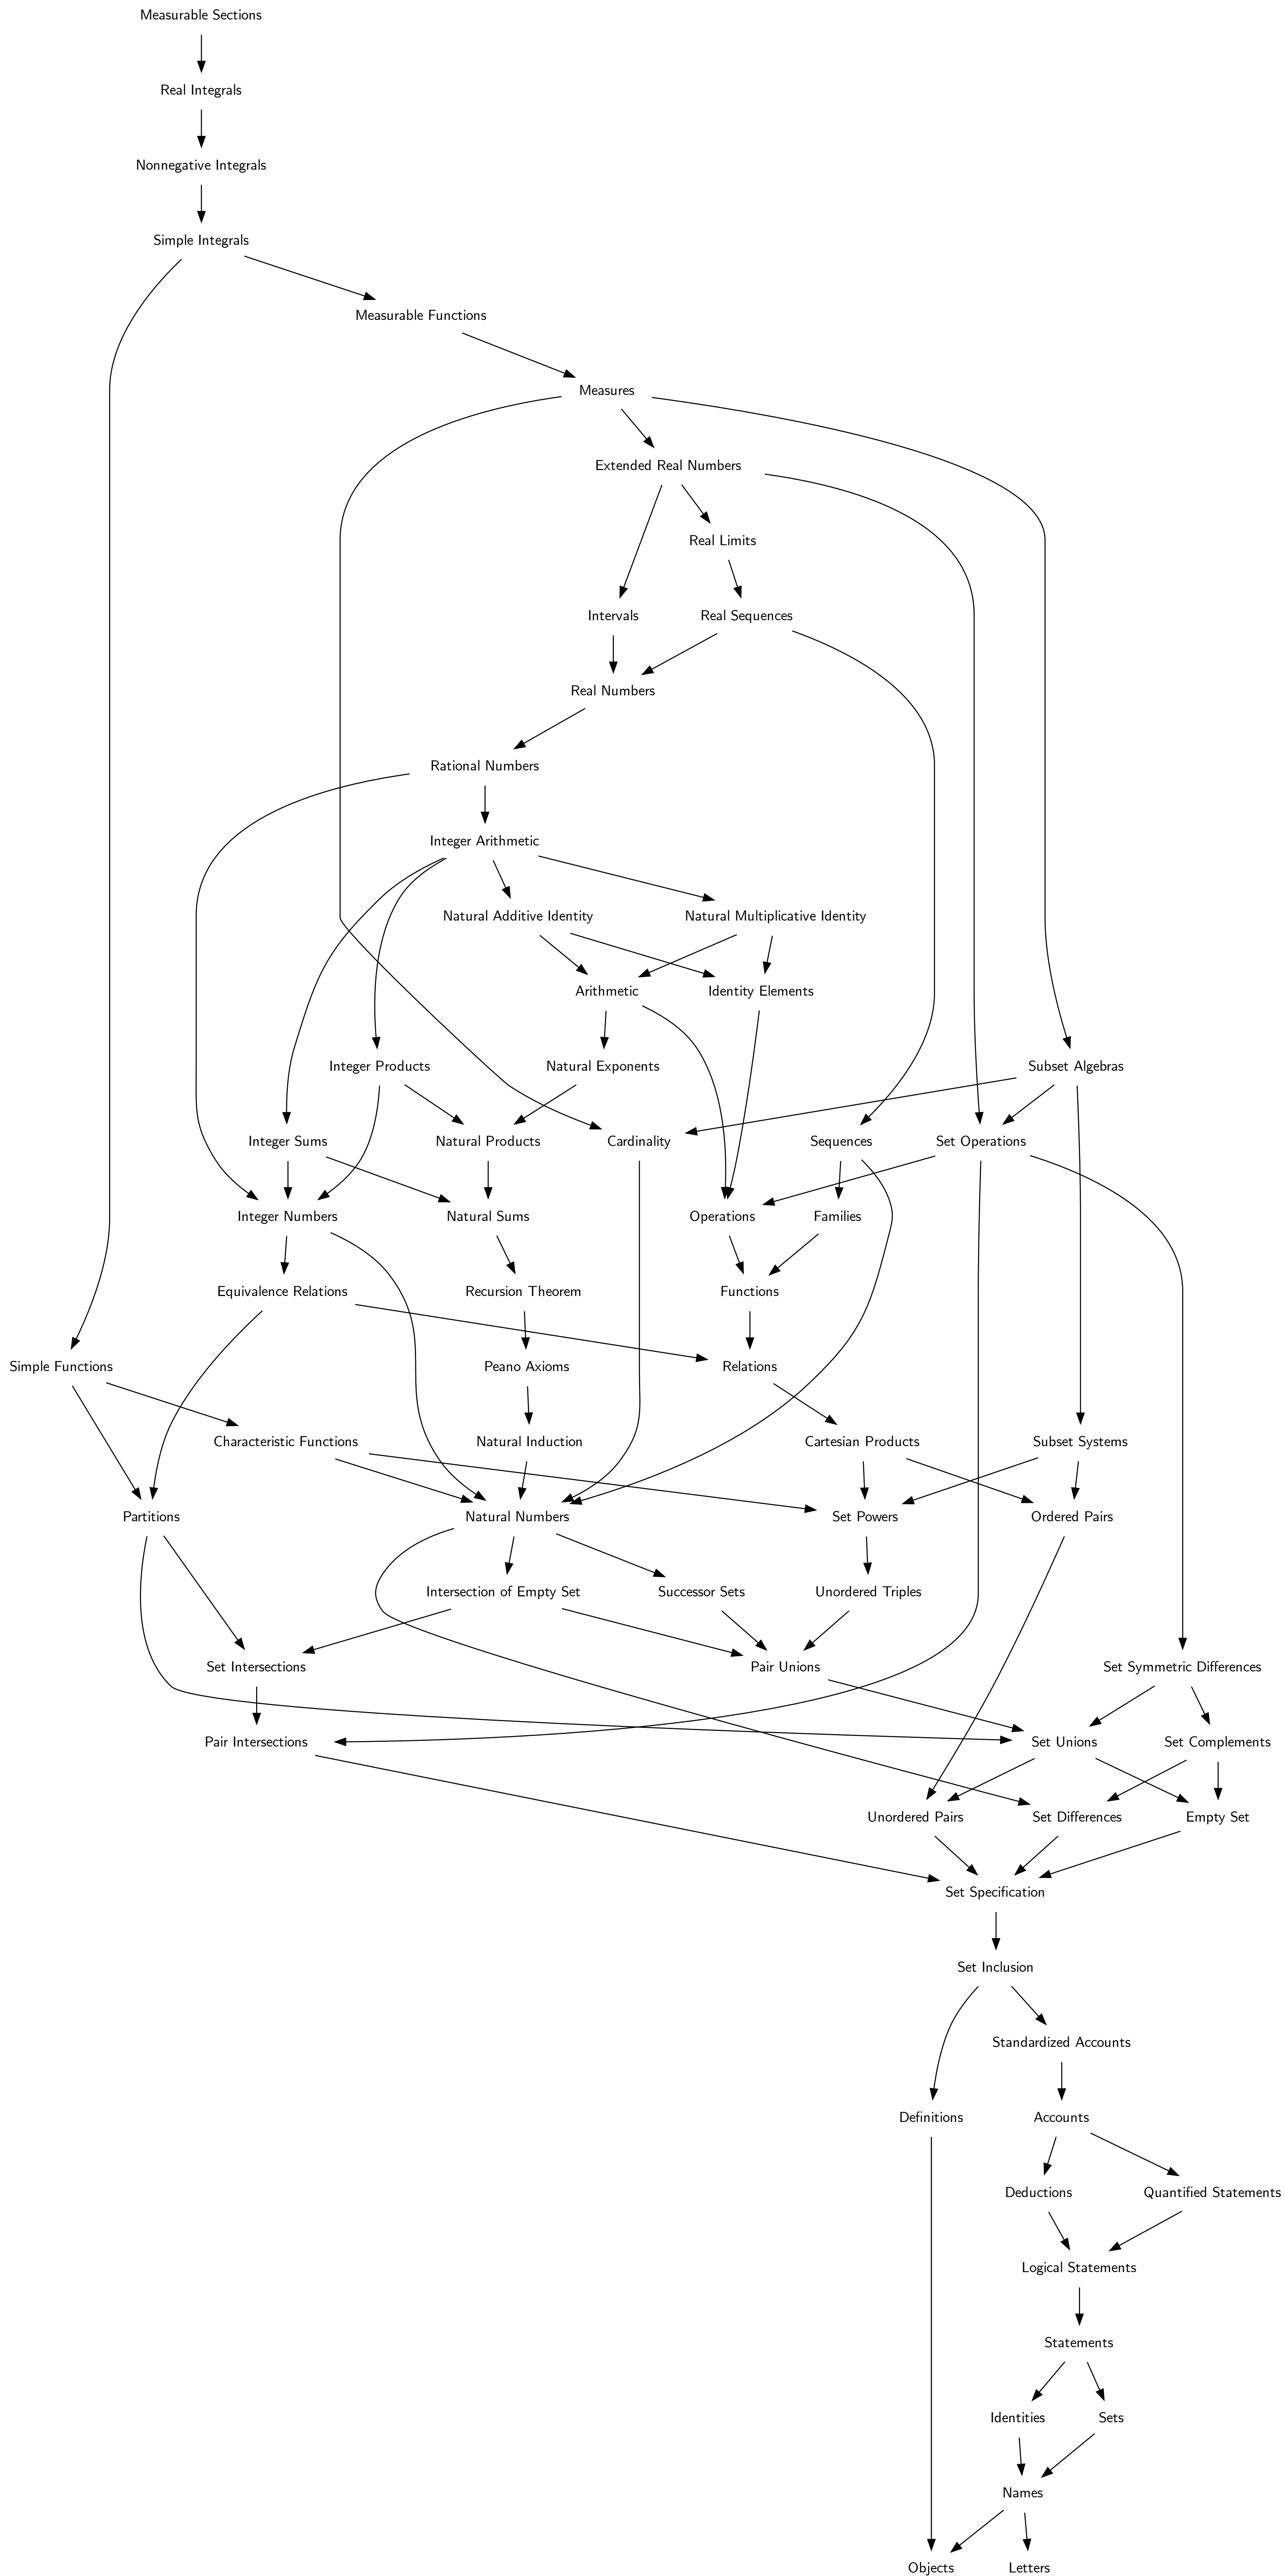 Measurable Sections
Real Integrals
Nonnegative Integrals
Simple Integrals
Measurable Functions
Measures
Extended Real Numbers
Real Limits
Intervals
Real Sequences
Real Numbers
Rational Numbers
Integer Arithmetic
Natural Additive Identity
Natural Multiplicative Identity
Arithmetic
Identity Elements
Integer Products
Natural Exponents
Subset Algebras
Integer Sums
Natural Products
Cardinality
Sequences
Set Operations
Integer Numbers
Natural Sums
Operations
Families
Equivalence Relations
Recursion Theorem
Functions
Simple Functions
Peano Axioms
Relations
Characteristic Functions
Natural Induction
Cartesian Products
Subset Systems
Partitions
Natural Numbers
Set Powers
Ordered Pairs
Intersection of Empty Set
Successor Sets
Unordered Triples
Set Intersections
Pair Unions
Set Symmetric Differences
Pair Intersections
Set Unions
Set Complements
Unordered Pairs
Set Differences
Empty Set
Set Specification
Set Inclusion
Standardized Accounts
Definitions
Accounts
Deductions
Quantified Statements
Logical Statements
Statements
Identities
Sets
Names
Objects
Letters